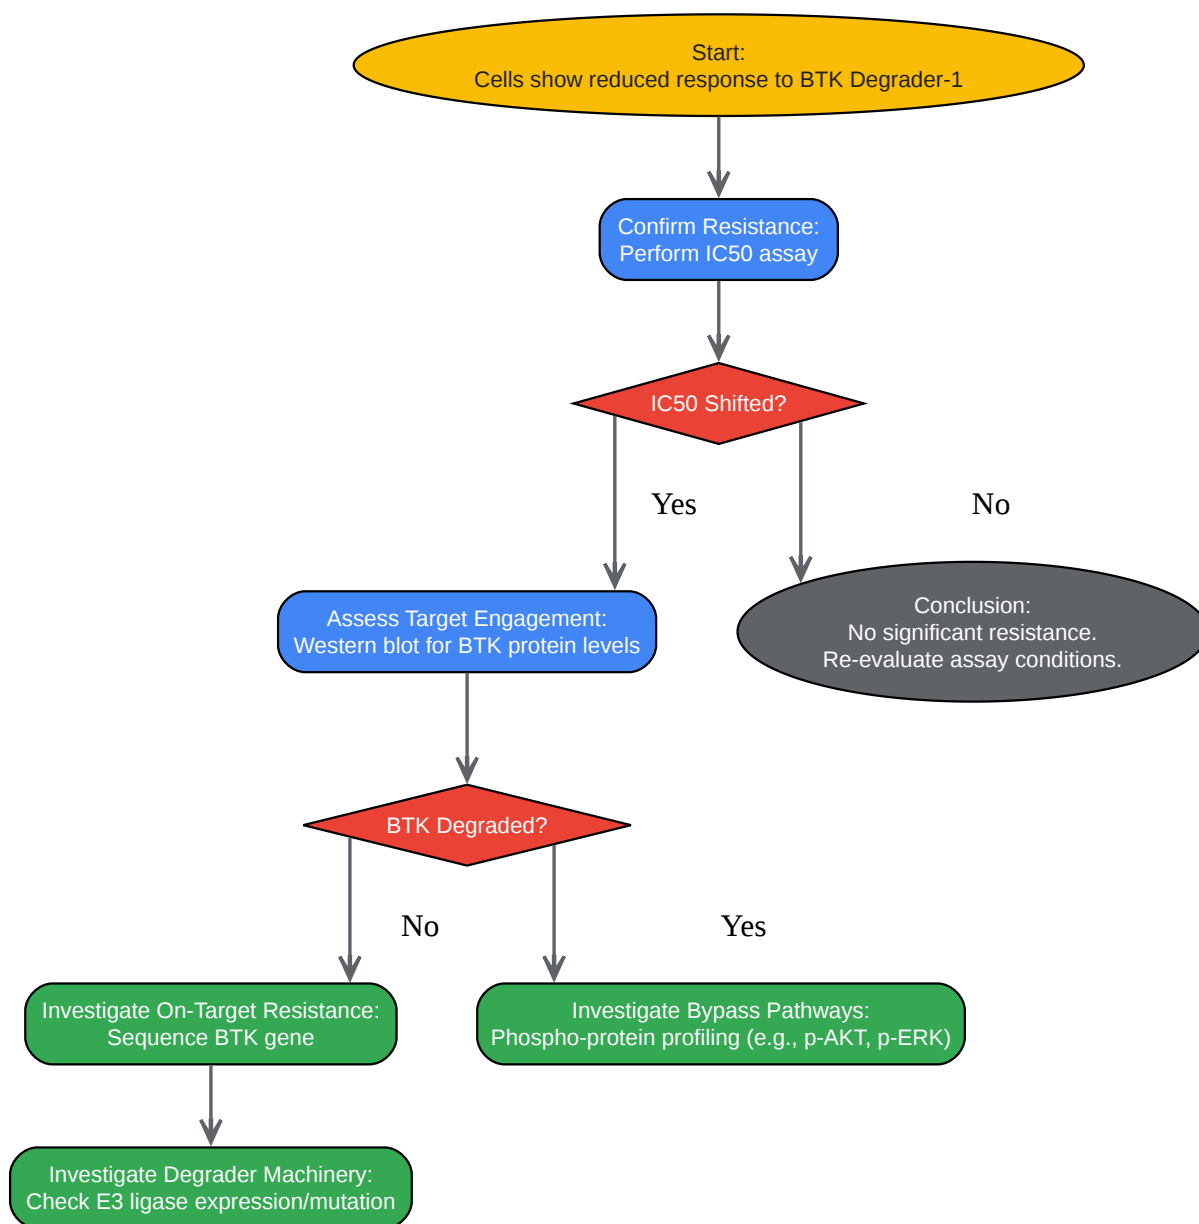 Start:
Cells show reduced response to BTK Degrader-1
Confirm Resistance:
Perform IC50 assay
IC50 Shifted?
Yes
No
Assess Target Engagement:
Western blot for BTK protein levels
Conclusion:
No significant resistance.
Re-evaluate assay conditions.
BTK Degraded?
No
Yes
Investigate On-Target Resistance:
Sequence BTK gene
Investigate Bypass Pathways:
Phospho-protein profiling (e.g., p-AKT, p-ERK)
Investigate Degrader Machinery:
Check E3 ligase expression/mutation